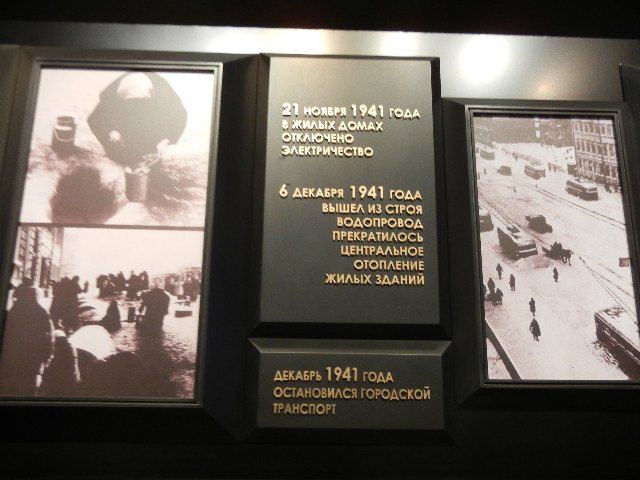 21 НОЯБРЯ 1941 ГОДА
В ЖИЛЫХ ДОМАХ
ОТКЛЮЧЕНО
ЭЛЕКТРИЧЕСТВО
6 ДЕКАБРЯ 1941 ГОДА
ВЫШЕЛ ИЗ СТРОЯ
ВОДОПРОВОД
ПРЕКРАТИЛОСЬ
ЦЕНТРАЛЬНОЕ
ОТОПЛЕНИЕ
ЖИЛЫХ ЗДАНИЙ
ДЕКАБРЬ 1941 ГОДА
ОСТАНОВИЛСЯ ГОРОДСКОЙ
ТРАНСПОРТ